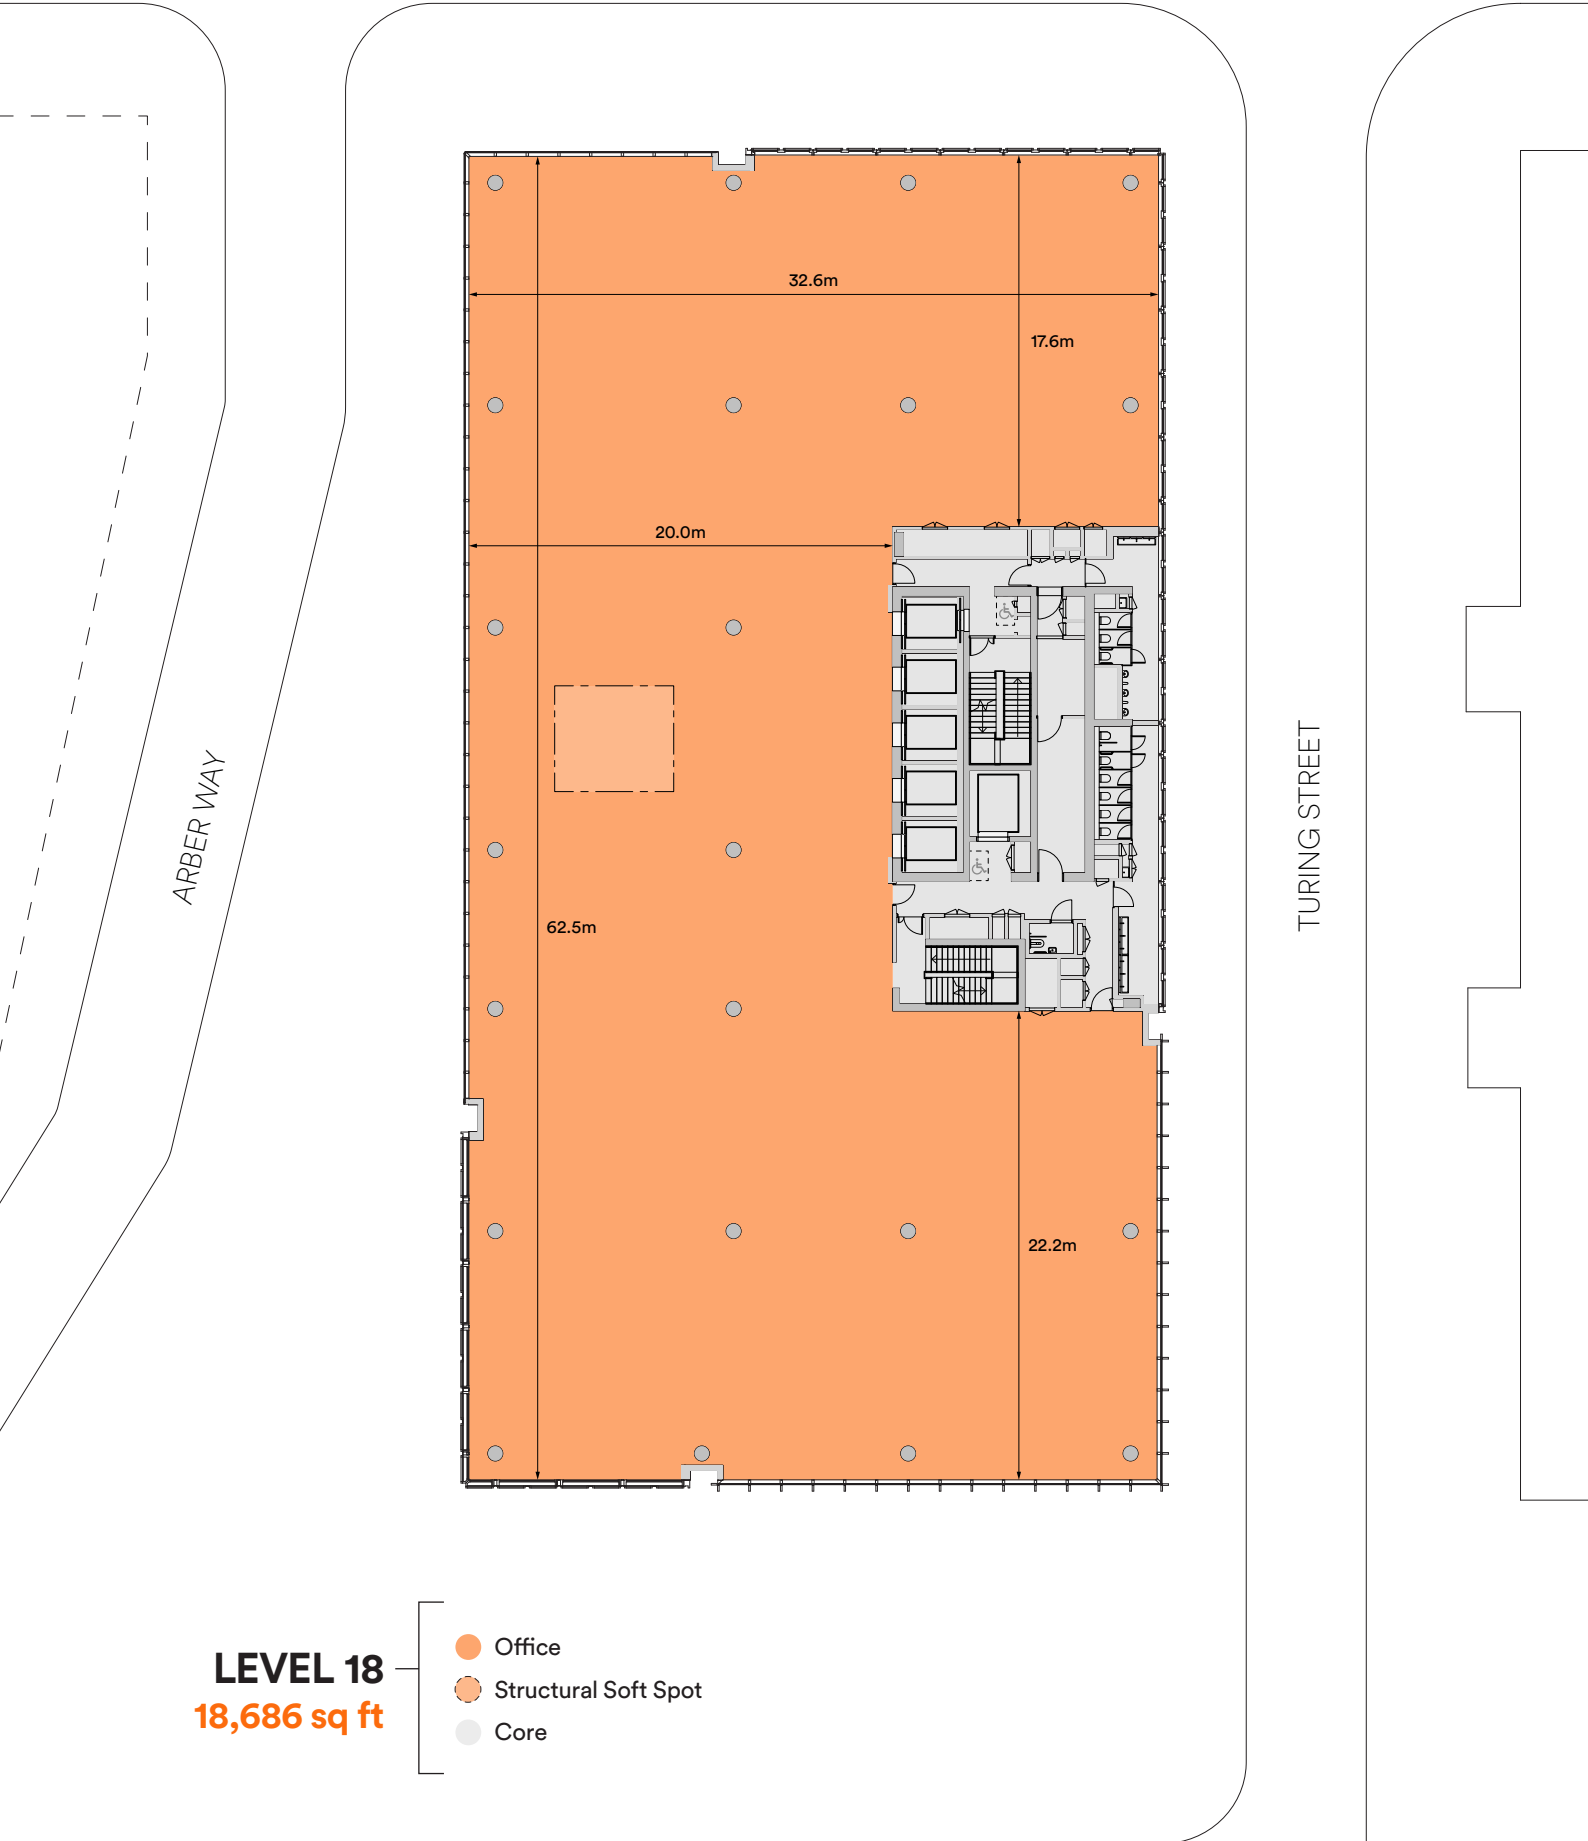 32.6m
17.6m
20.0m
ARBER WAY
TURING STREET
62.5m
22.2m
LEVEL 18
18,686 sq ft
Office
Structural Soft Spot
Core